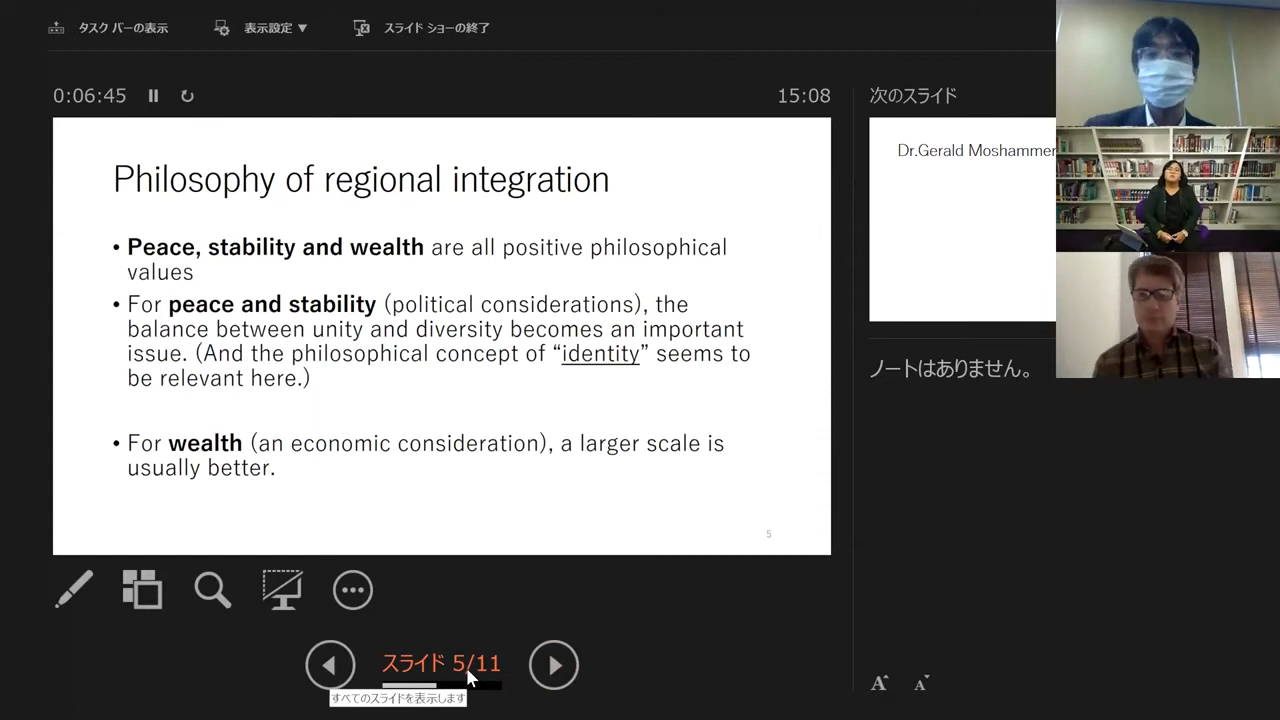 タスク バーの表示
表示設定 ▼
スライド ショーの終了
0:06:45
15:08
次のスライド
Philosophy of regional integration
• Peace, stability and wealth are all positive philosophical
values
• For peace and stability (political considerations), the
balance between unity and diversity becomes an important
issue. (And the philosophical concept of “identity” seems to
be relevant here.)
• For wealth (an economic consideration), a larger scale is
usually better.
5
Dr.Gerald Moshammer
ノートはありません。
スライド 5/11
すべてのスライドを表示します
A
A